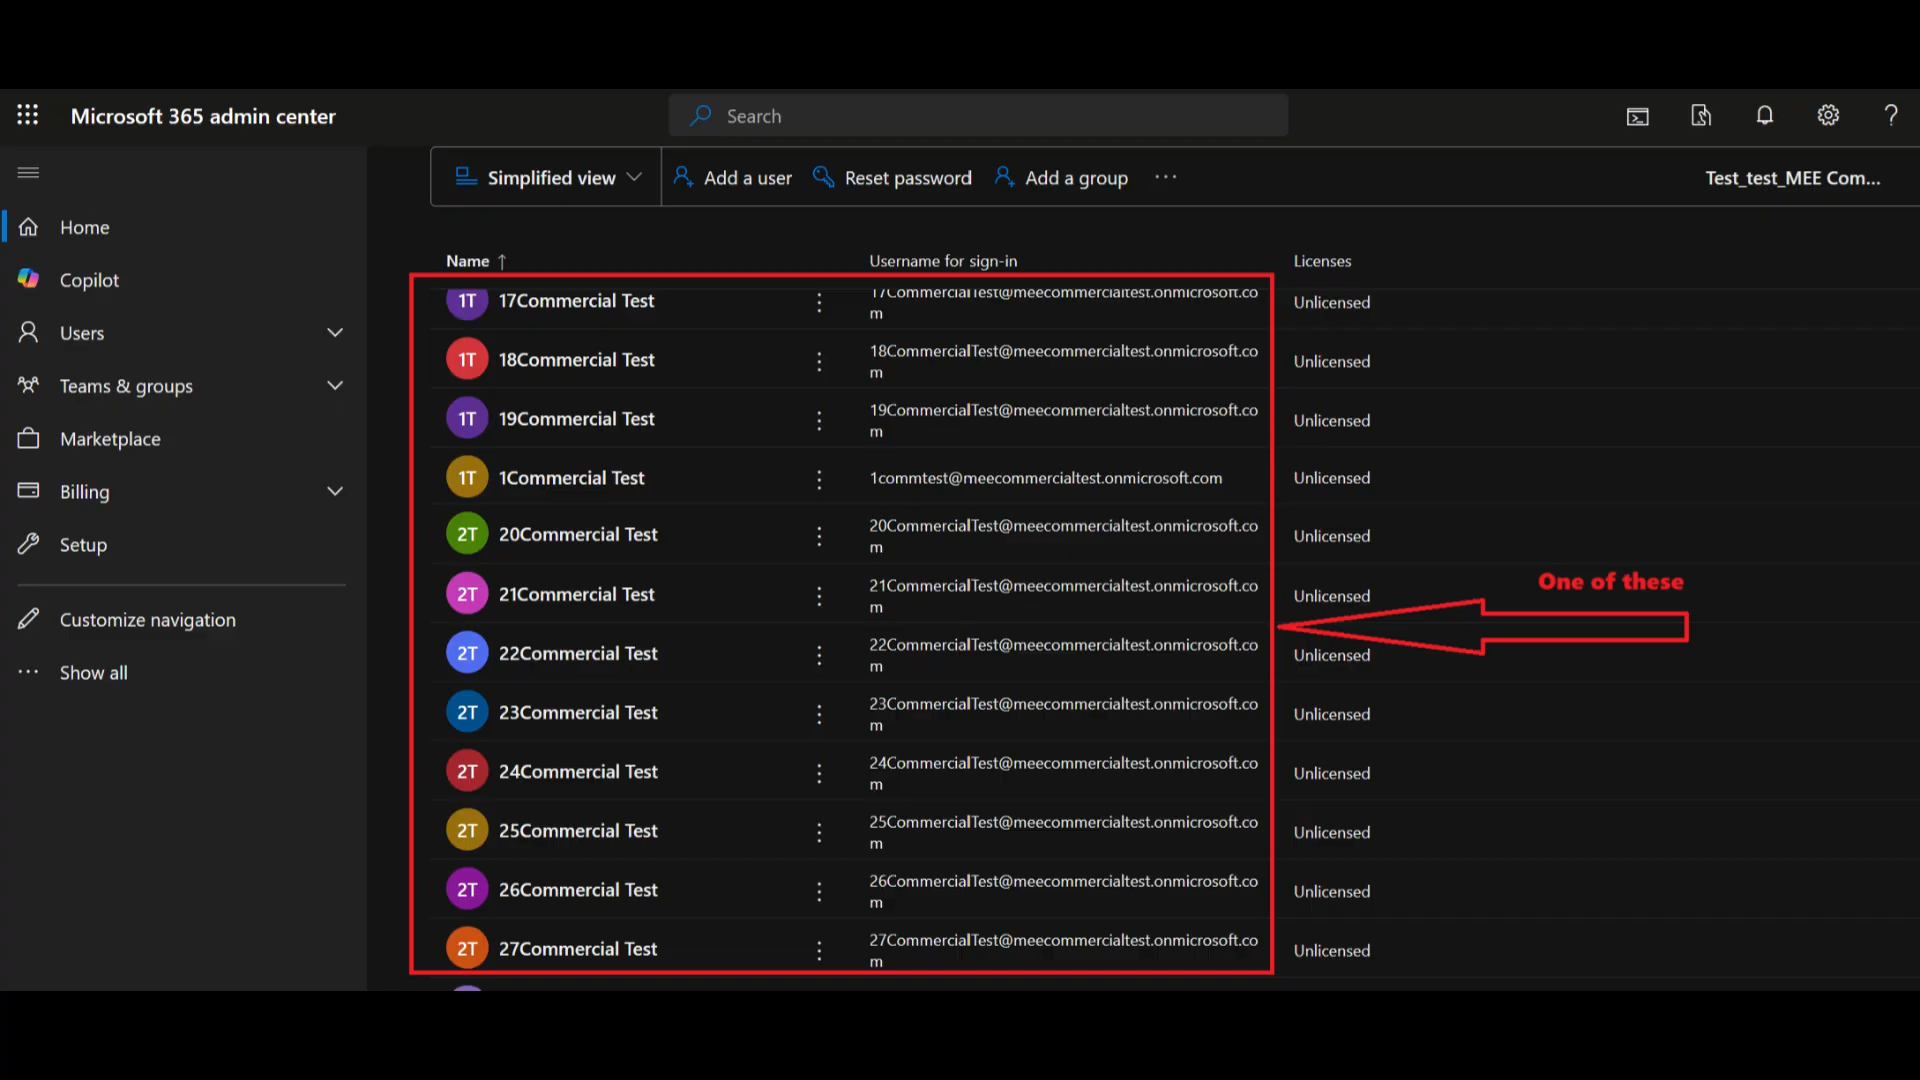 Microsoft 365 admin center
Search
Simplified view
Add a user
Reset password
Add a group
Test_test_MEE Com...
Home
Copilot
Users
Teams & groups
Marketplace
Billing
Setup
Customize navigation
Show all
Name ↑ Username for sign-in Licenses
1T 17Commercial Test 17CommercialTest@meecommercialtest.onmicrosoft.co Unlicensed
m
1T 18Commercial Test 18CommercialTest@meecommercialtest.onmicrosoft.co Unlicensed
m
1T 19Commercial Test 19CommercialTest@meecommercialtest.onmicrosoft.co Unlicensed
m
1T 1Commercial Test 1commtest@meecommercialtest.onmicrosoft.com Unlicensed
2T 20Commercial Test 20CommercialTest@meecommercialtest.onmicrosoft.co Unlicensed
m
2T 21Commercial Test 21CommercialTest@meecommercialtest.onmicrosoft.co Unlicensed
m
2T 22Commercial Test 22CommercialTest@meecommercialtest.onmicrosoft.co Unlicensed
m
2T 23Commercial Test 23CommercialTest@meecommercialtest.onmicrosoft.co Unlicensed
m
2T 24Commercial Test 24CommercialTest@meecommercialtest.onmicrosoft.co Unlicensed
m
2T 25Commercial Test 25CommercialTest@meecommercialtest.onmicrosoft.co Unlicensed
m
2T 26Commercial Test 26CommercialTest@meecommercialtest.onmicrosoft.co Unlicensed
m
2T 27Commercial Test 27CommercialTest@meecommercialtest.onmicrosoft.co Unlicensed
m
One of these